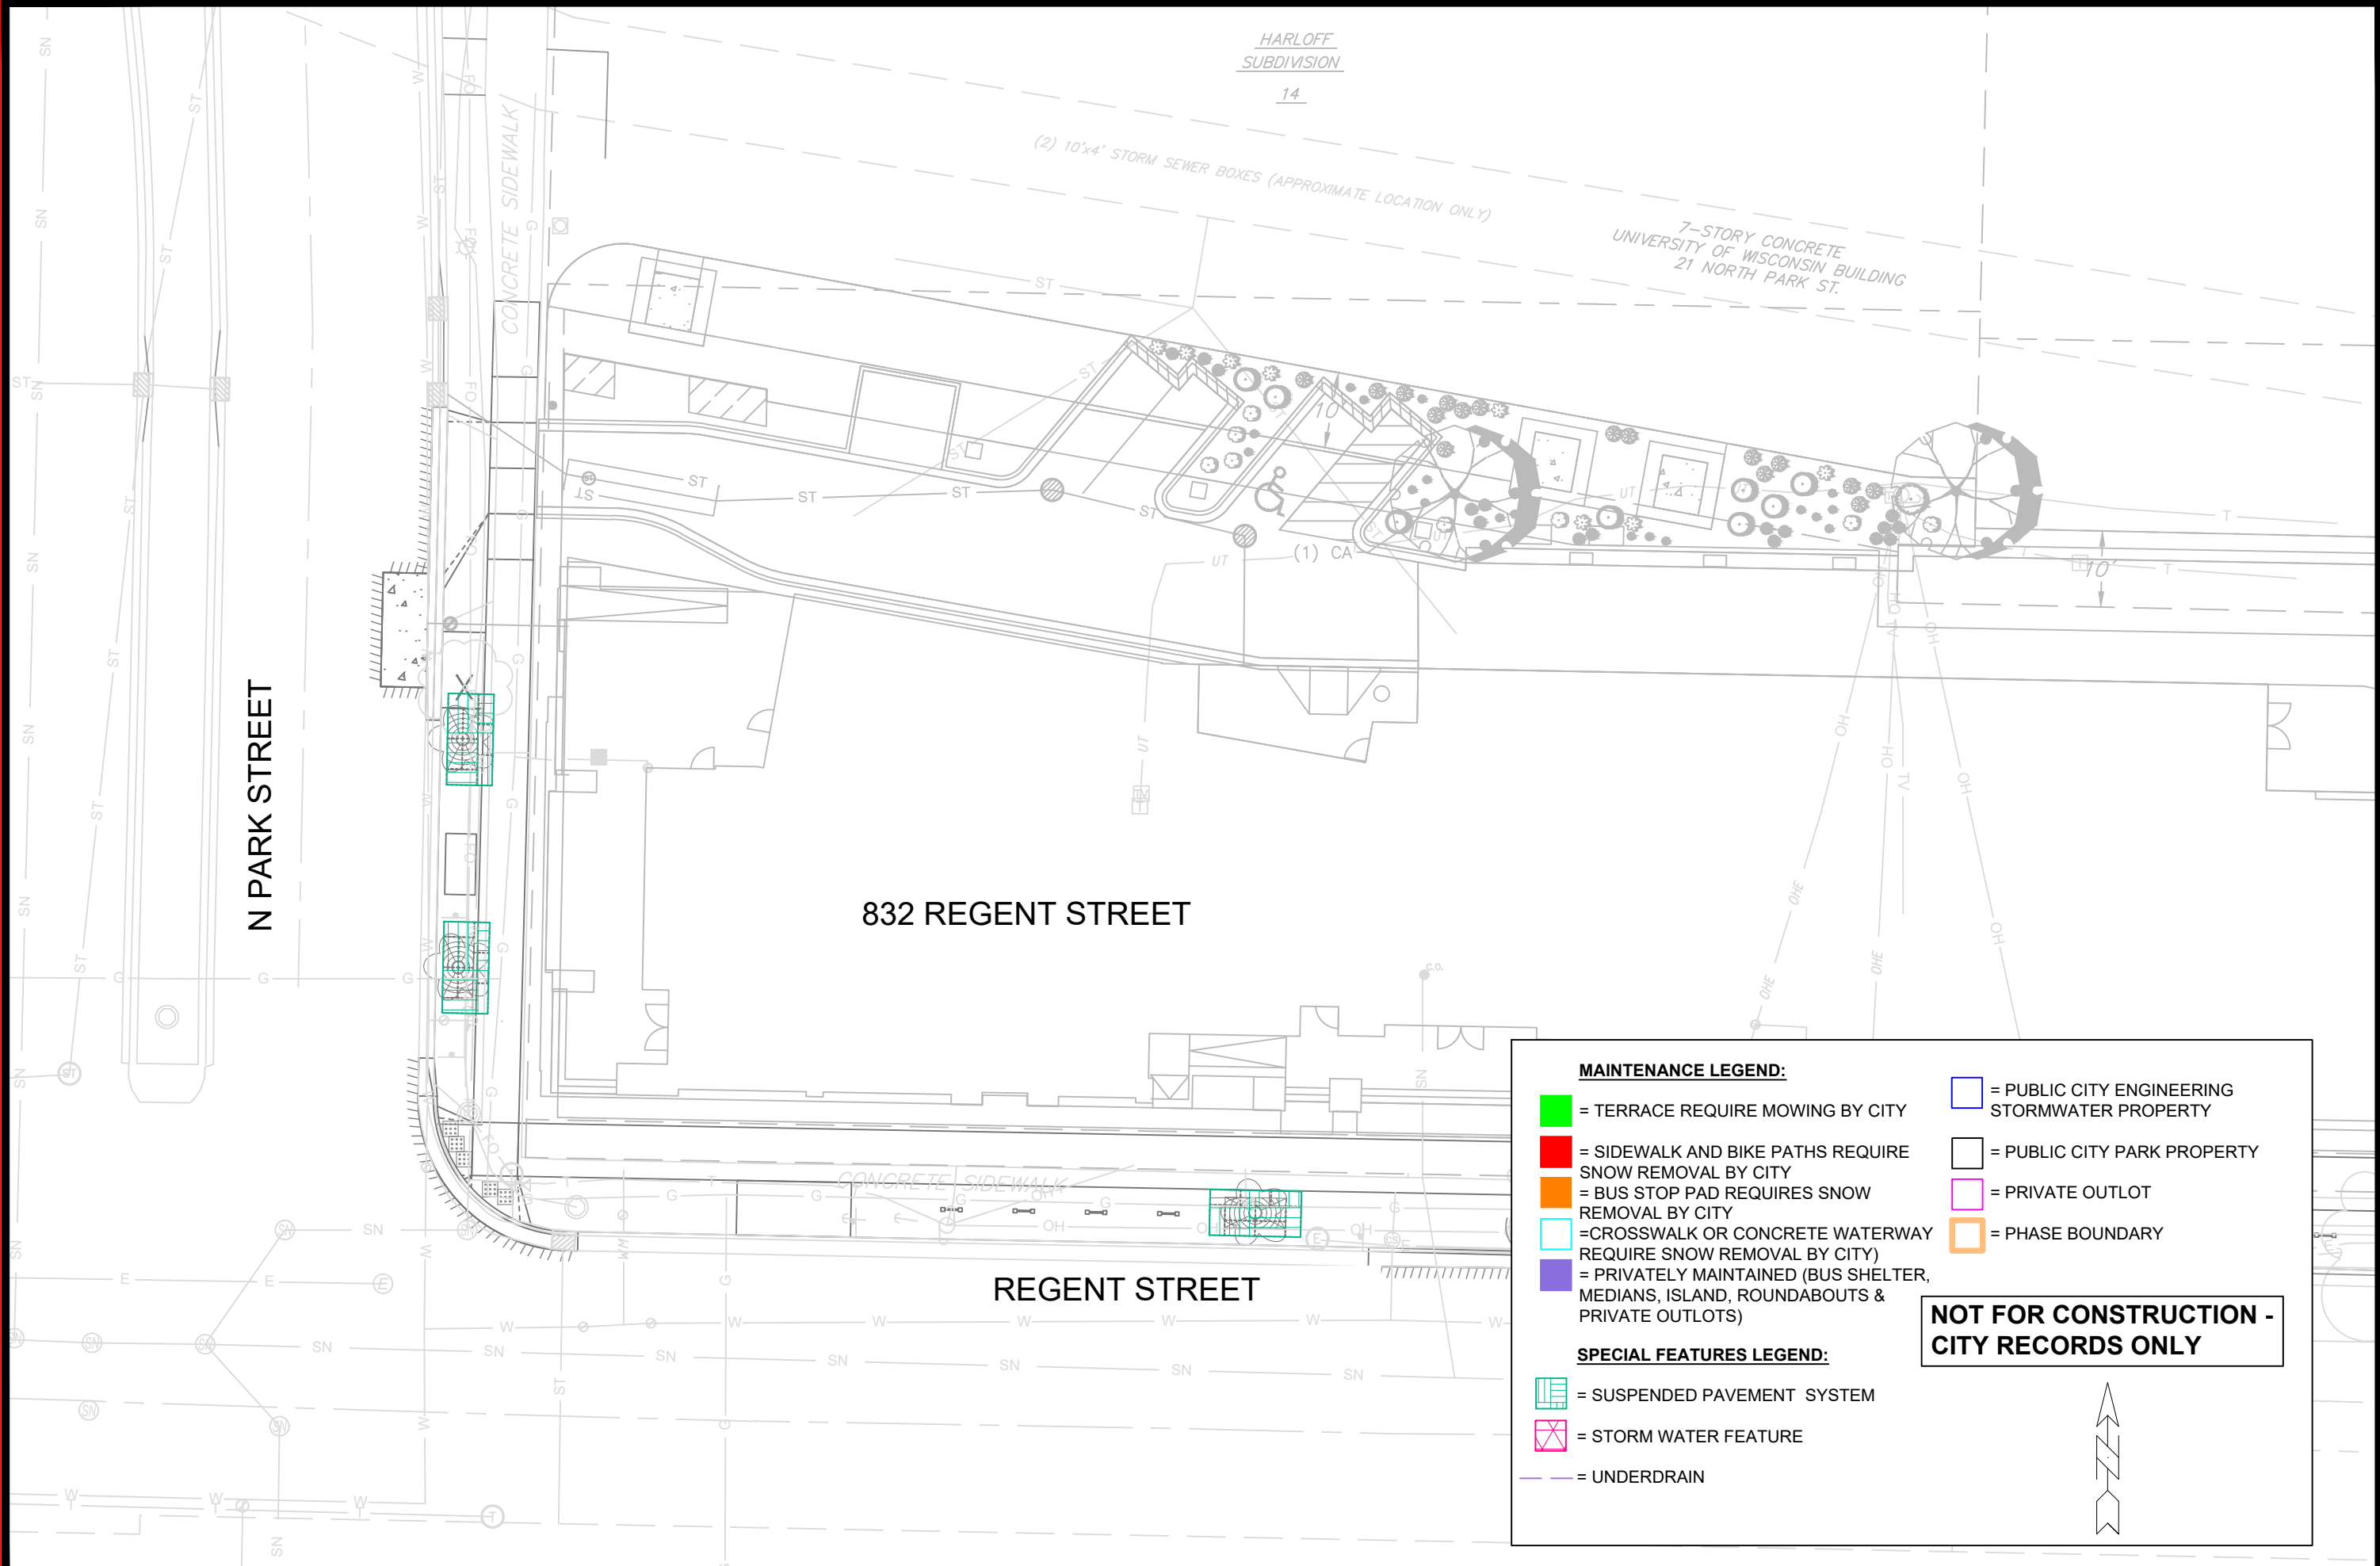 HARLOFF
SUBDIVISION
14
(2) 10'x4' STORM SEWER BOXES (APPROXIMATE LOCATION ONLY)
7-STORY CONCRETE
UNIVERSITY OF WISCONSIN BUILDING
21 NORTH PARK ST.
CONCRETE SIDEWALK
10'
(1) CA
10'
N PARK STREET
832 REGENT STREET
C.O.
CONCRETE SIDEWALK
REGENT STREET
MAINTENANCE LEGEND:
= TERRACE REQUIRE MOWING BY CITY
= SIDEWALK AND BIKE PATHS REQUIRE
SNOW REMOVAL BY CITY
= BUS STOP PAD REQUIRES SNOW
REMOVAL BY CITY
=CROSSWALK OR CONCRETE WATERWAY
REQUIRE SNOW REMOVAL BY CITY)
= PRIVATELY MAINTAINED (BUS SHELTER,
MEDIANS, ISLAND, ROUNDABOUTS &
PRIVATE OUTLOTS)
= PUBLIC CITY ENGINEERING
STORMWATER PROPERTY
= PUBLIC CITY PARK PROPERTY
= PRIVATE OUTLOT
= PHASE BOUNDARY
NOT FOR CONSTRUCTION -
CITY RECORDS ONLY
SPECIAL FEATURES LEGEND:
= SUSPENDED PAVEMENT SYSTEM
= STORM WATER FEATURE
= UNDERDRAIN